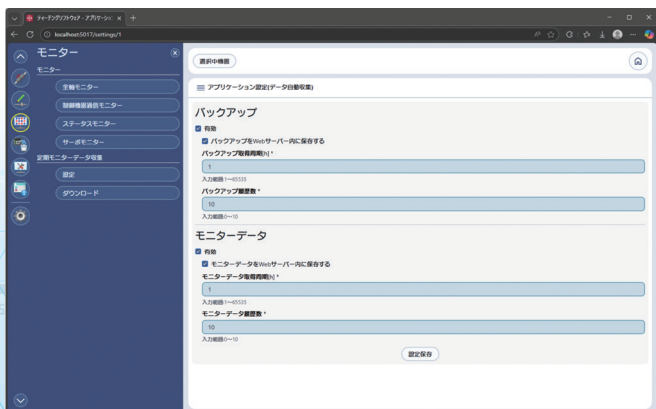 ティーチングソフトウェア - アプリケーシ
localhost:5017/settings/1
モニター
モニター
全軸モニター
制御機器通信モニター
ステータスモニター
サーボモニター
定期モニターデータ収集
設定
ダウンロード
選択中機器
アプリケーション設定(データ自動収集)
バックアップ
有効
バックアップをWebサーバー内に保存する
バックアップ取得周期[h] *
1
入力範囲:1～65535
バックアップ履歴数 *
10
入力範囲:0～10
モニターデータ
有効
モニターデータをWebサーバー内に保存する
モニターデータ取得周期[h] *
1
入力範囲:1～65535
モニターデータ履歴数 *
10
入力範囲:0～10
設定保存